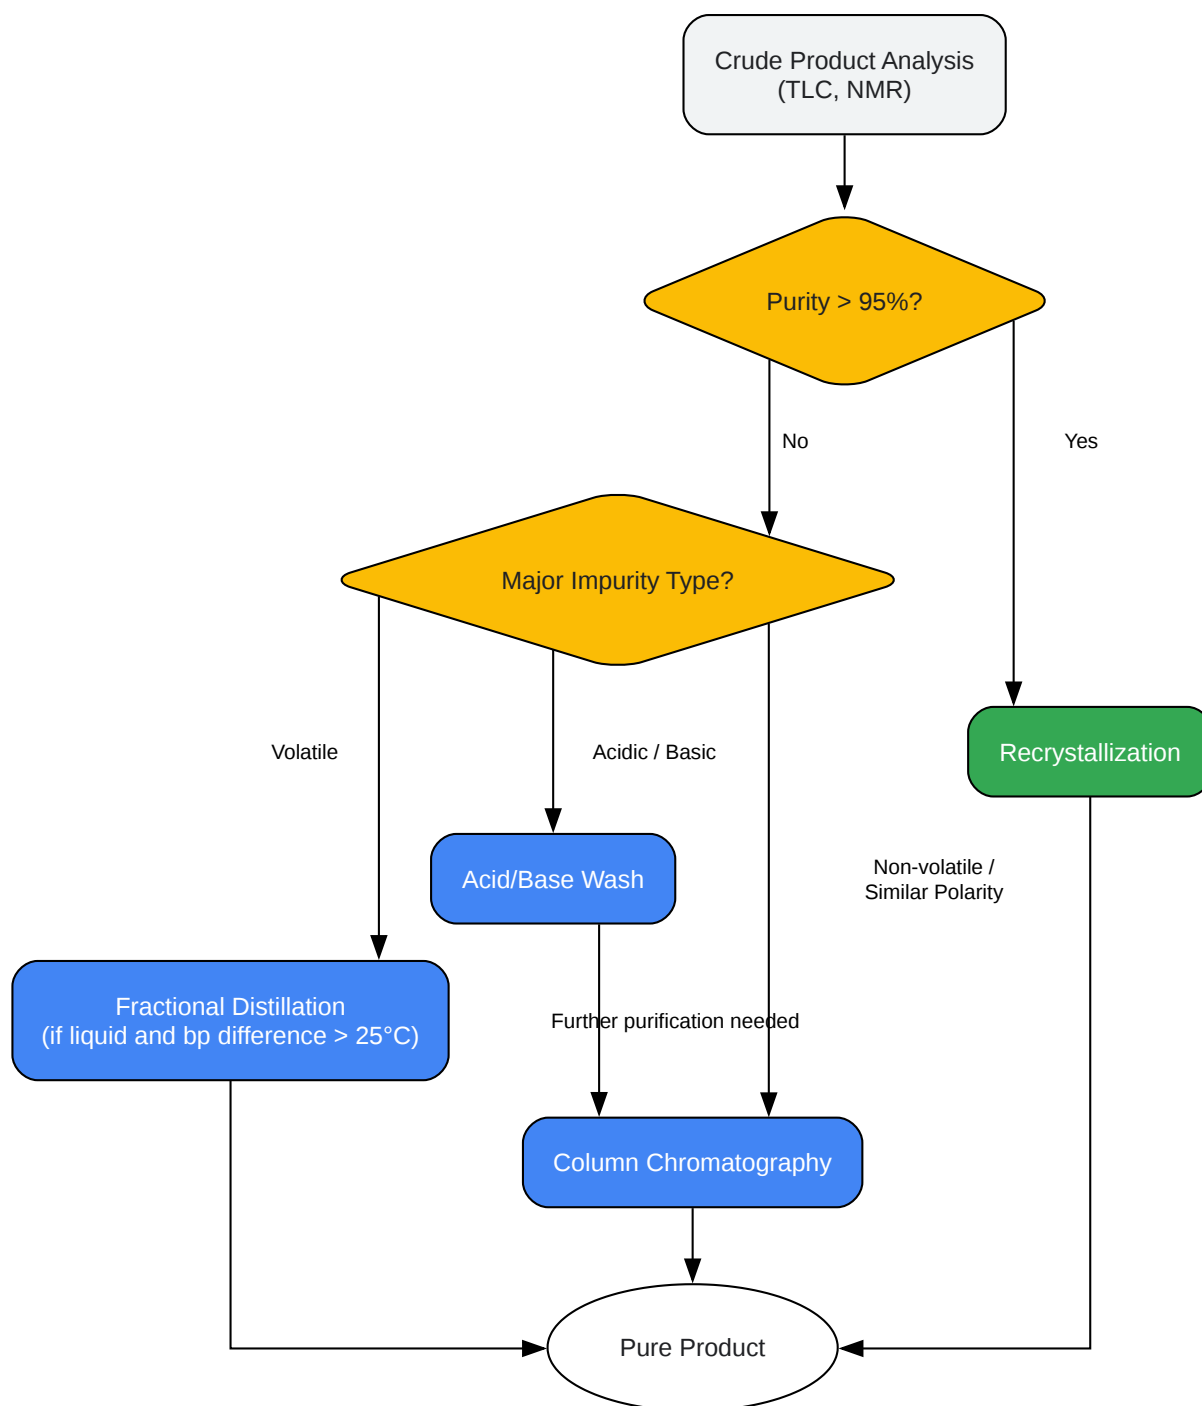 Crude Product Analysis
(TLC, NMR)
Purity > 95%?
No
Yes
Major Impurity Type?
Volatile
Acidic / Basic
Recrystallization
Non-volatile /
Similar Polarity
Acid/Base Wash
Fractional Distillation
(if liquid and bp difference > 25°C)
Further purification needed
Column Chromatography
Pure Product